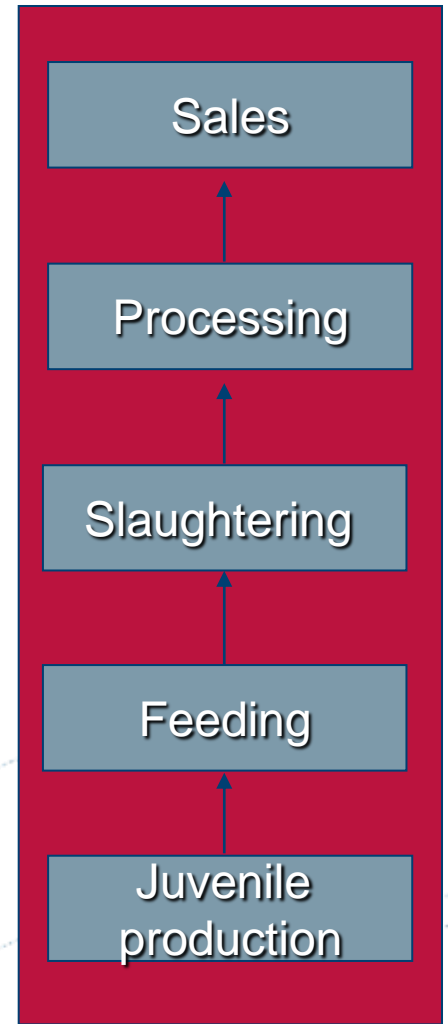 Sales
Processing
Slaughtering
Feeding
Juvenile
production